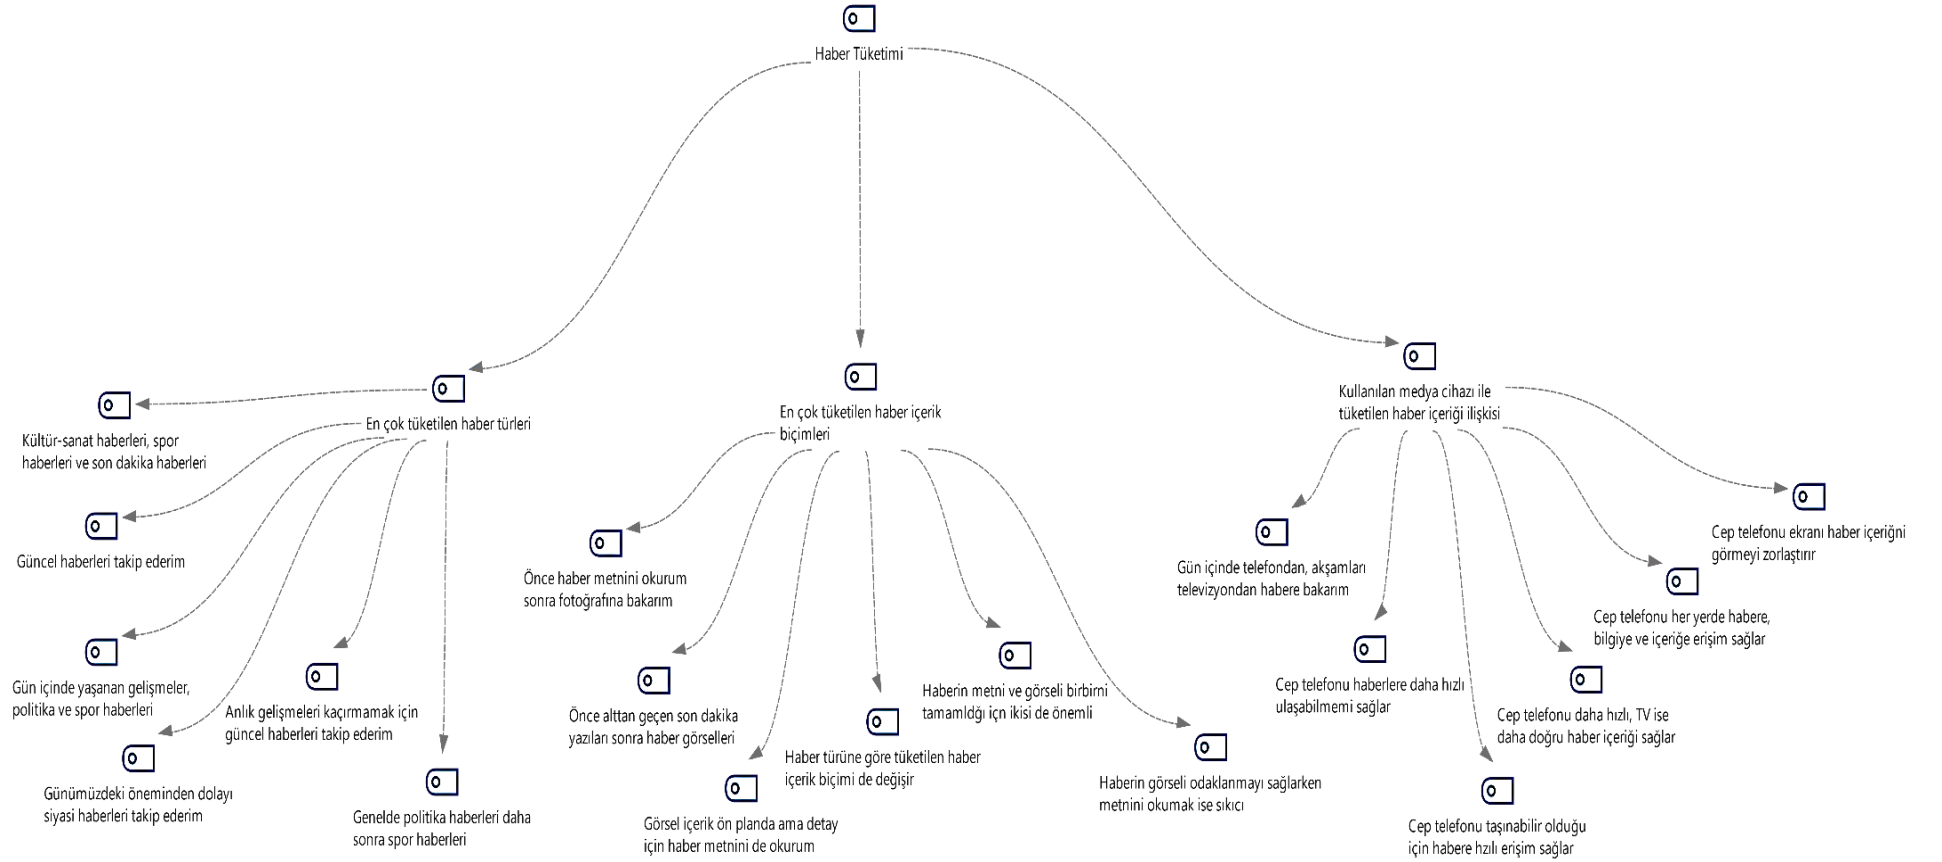 Haber Tüketimi
En çok tüketilen haber türleri
Kültür-sanat haberleri, spor
haberleri ve son dakika haberleri
Güncel haberleri takip ederim
Gün içinde yaşanan gelişmeler,
politika ve spor haberleri
Günümüzdeki öneminden dolayı
siyasi haberleri takip ederim
Anlık gelişmeleri kaçırmamak için
güncel haberleri takip ederim
Genelde politika haberleri daha
sonra spor haberleri
En çok tüketilen haber içerik
biçimleri
Önce haber metnini okurum
sonra fotoğrafına bakarım
Önce alttan geçen son dakika
yazıları sonra haber görselleri
Görsel içerik ön planda ama detay
için haber metnini de okurum
Haber türüne göre tüketilen haber
içerik biçimi de değişir
Haberin metni ve görseli birbirni
tamamldğı içn ikisi de önemli
Haberin görseli odaklanmayı sağlarken
metnini okumak ise sıkıcı
Kullanılan medya cihazı ile
tüketilen haber içeriği ilişkisi
Gün içinde telefondan, akşamları
televizyondan habere bakarım
Cep telefonu haberlere daha hızlı
ulaşabilmemi sağlar
Cep telefonu taşınabilir olduğu
için habere hzılı erişim sağlar
Cep telefonu daha hızlı, TV ise
daha doğru haber içeriği sağlar
Cep telefonu her yerde habere,
bilgiye ve içeriğe erişim sağlar
Cep telefonu ekranı haber içeriğni
görmeyi zorlaştırır